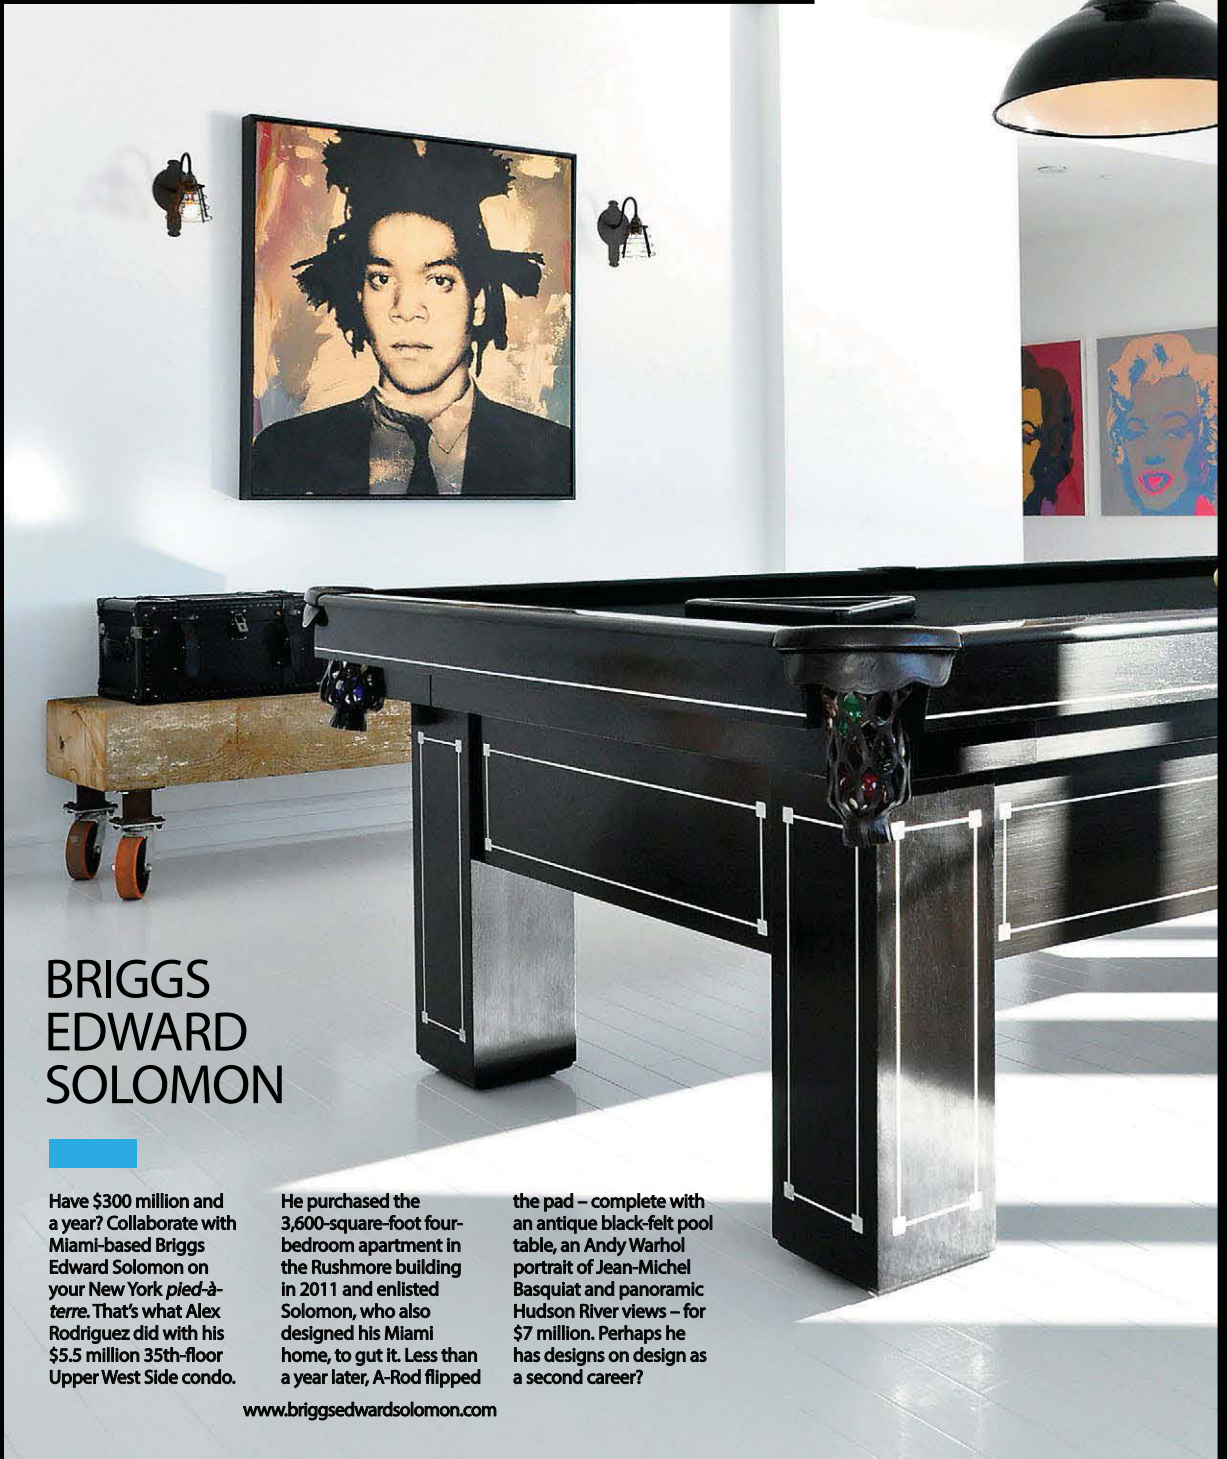 BRIGGS
EDWARD
SOLOMON
Have $300 million and
a year? Collaborate with
Miami-based Briggs
Edward Solomon on
your New York pied-à-
terre. That's what Alex
Rodriguez did with his
$5.5 million 35th-floor
Upper West Side condo.
He purchased the
3,600-square-foot four-
bedroom apartment in
the Rushmore building
in 2011 and enlisted
Solomon, who also
designed his Miami
home, to gut it. Less than
a year later, A-Rod flipped
the pad – complete with
an antique black-felt pool
table, an Andy Warhol
portrait of Jean-Michel
Basquiat and panoramic
Hudson River views – for
$7 million. Perhaps he
has designs on design as
a second career?
www.briggsedwardsolomon.com